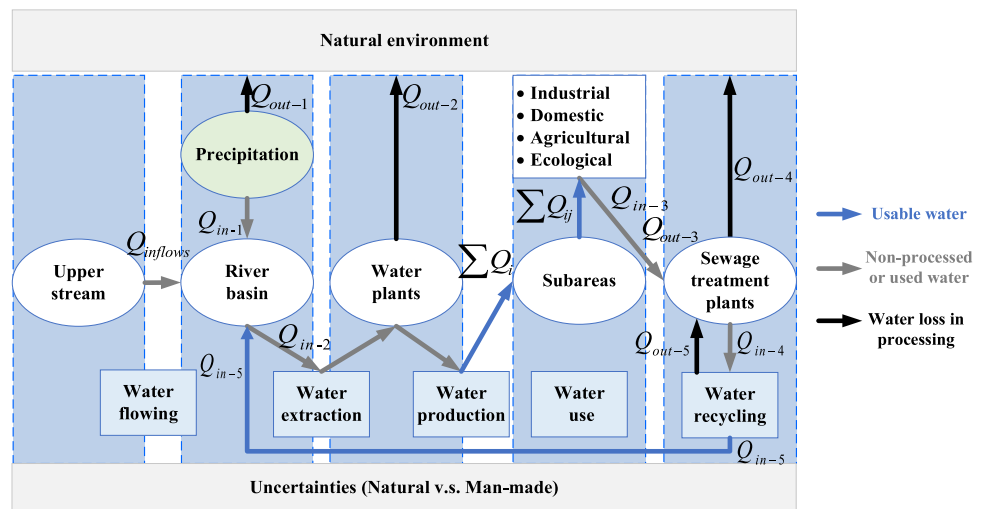 Natural environment
Q_{out-1}
Q_{out-2}
• Industrial
• Domestic
• Agricultural
• Ecological
Precipitation
Q_{out-4}
Q_{in-1}
∑Q_{ij}
Q_{in-3}
Q_{out-3}
Usable water
Q_{inflows}
Upper
stream
River
basin
Water
plants
∑Q_i
Subareas
Sewage
treatment
plants
Non-processed
or used water
Water loss in
processing
Q_{in-2}
Q_{out-5}
Q_{in-4}
Q_{in-5}
Water
flowing
Water
extraction
Water
production
Water
use
Water
recycling
Q_{in-5}
Uncertainties (Natural v.s. Man-made)